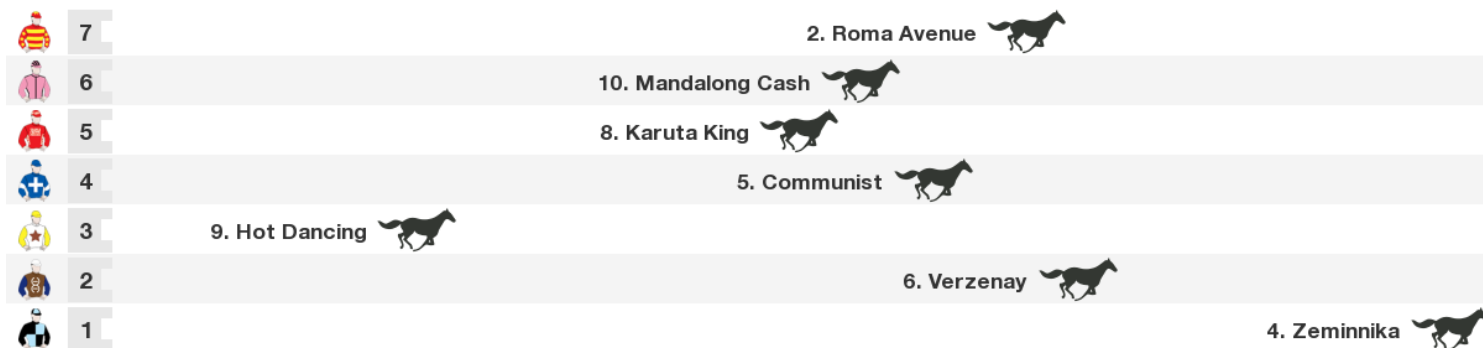 7 2. Roma Avenue
6 10. Mandalong Cash
5 8. Karuta King
4 5. Communist
3 9. Hot Dancing
2 6. Verzenay
1 4. Zeminnika